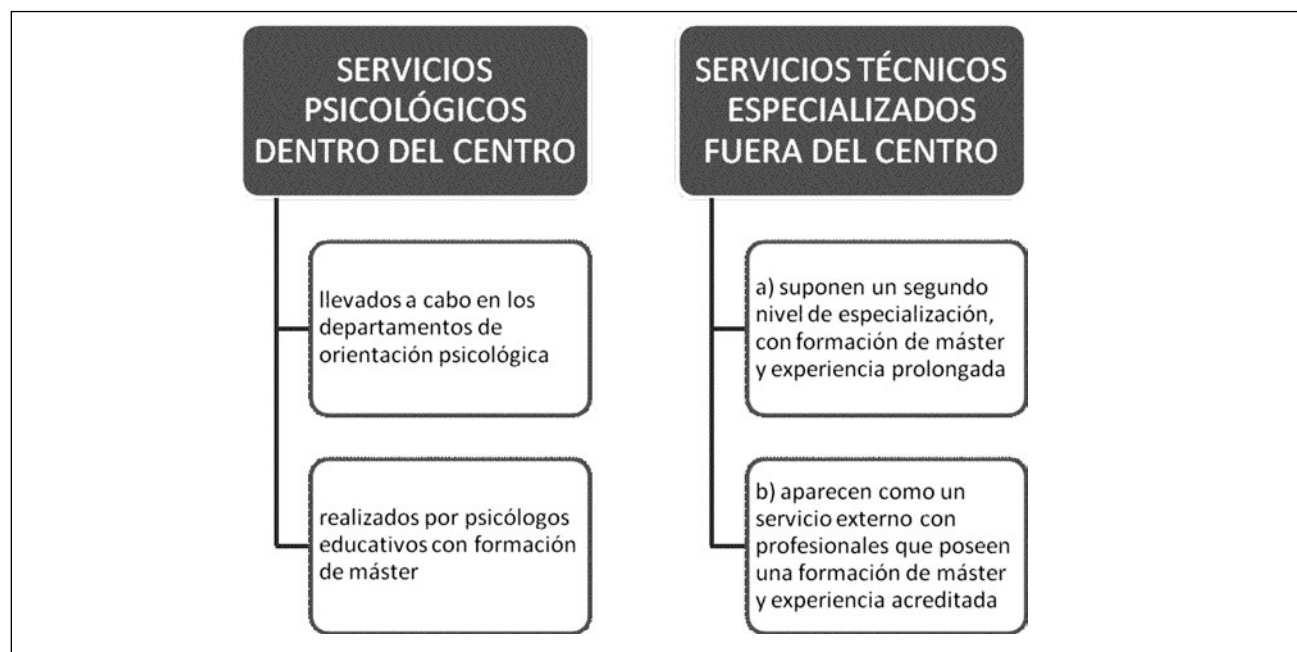 SERVICIOS
PSICOLÓGICOS
DENTRO DEL CENTRO
llevados a cabo en los
departamentos de
orientación psicológica
realizados por psicólogos
educativos con formación
de máster
SERVICIOS TÉCNICOS
ESPECIALIZADOS
FUERA DEL CENTRO
a) suponen un segundo
nivel de especialización,
con formación de máster
y experiencia prolongada
b) aparecen como un
servicio externo con
profesionales que poseen
una formación de máster
y experiencia acreditada